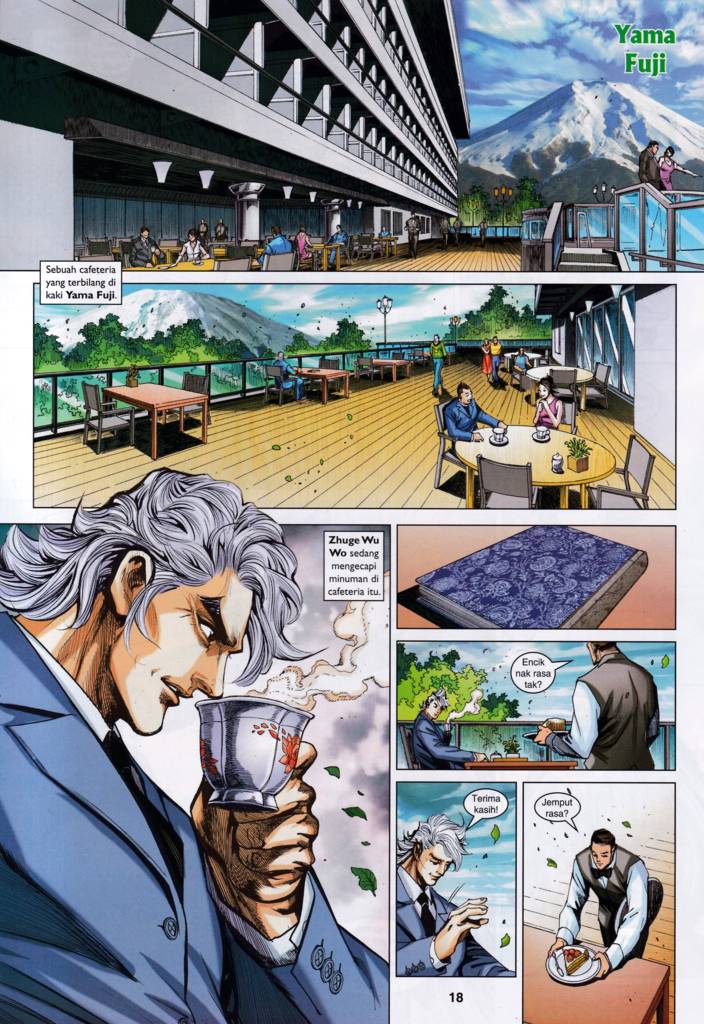 Yama
Fuji
Sebuah cafeteria
yang terbilang di
kaki Yama Fuji.
Zhuge Wu
Wo sedang
mengecapi
minuman di
cafeteria itu.
Encik
nak rasa
tak?
Terima
kasih!
Jemput
rasa?
18